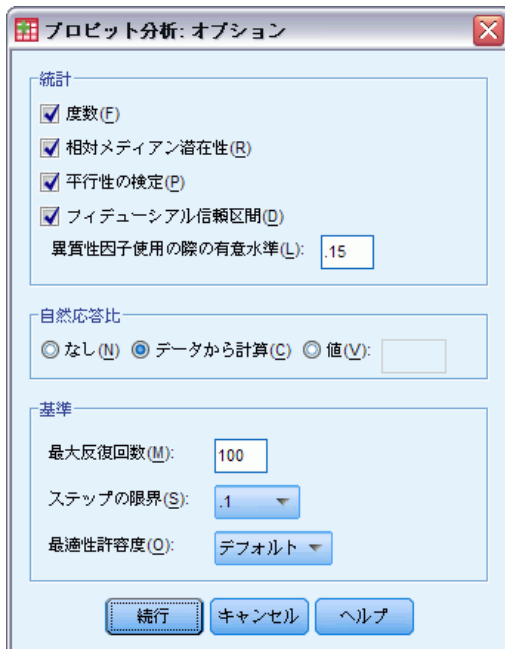 プロビット分析: オプション
統計
度数(F)
相対メディアン潜在性(R)
平行性の検定(P)
フィデューシアル信頼区間(D)
異質性因子使用の際の有意水準(L): .15
自然応答比
なし(N) データから計算(C) 値(V):
基準
最大反復回数(M): 100
ステップの限界(S): .1
最適性許容度(O): デフォルト
続行 キャンセル ヘルプ